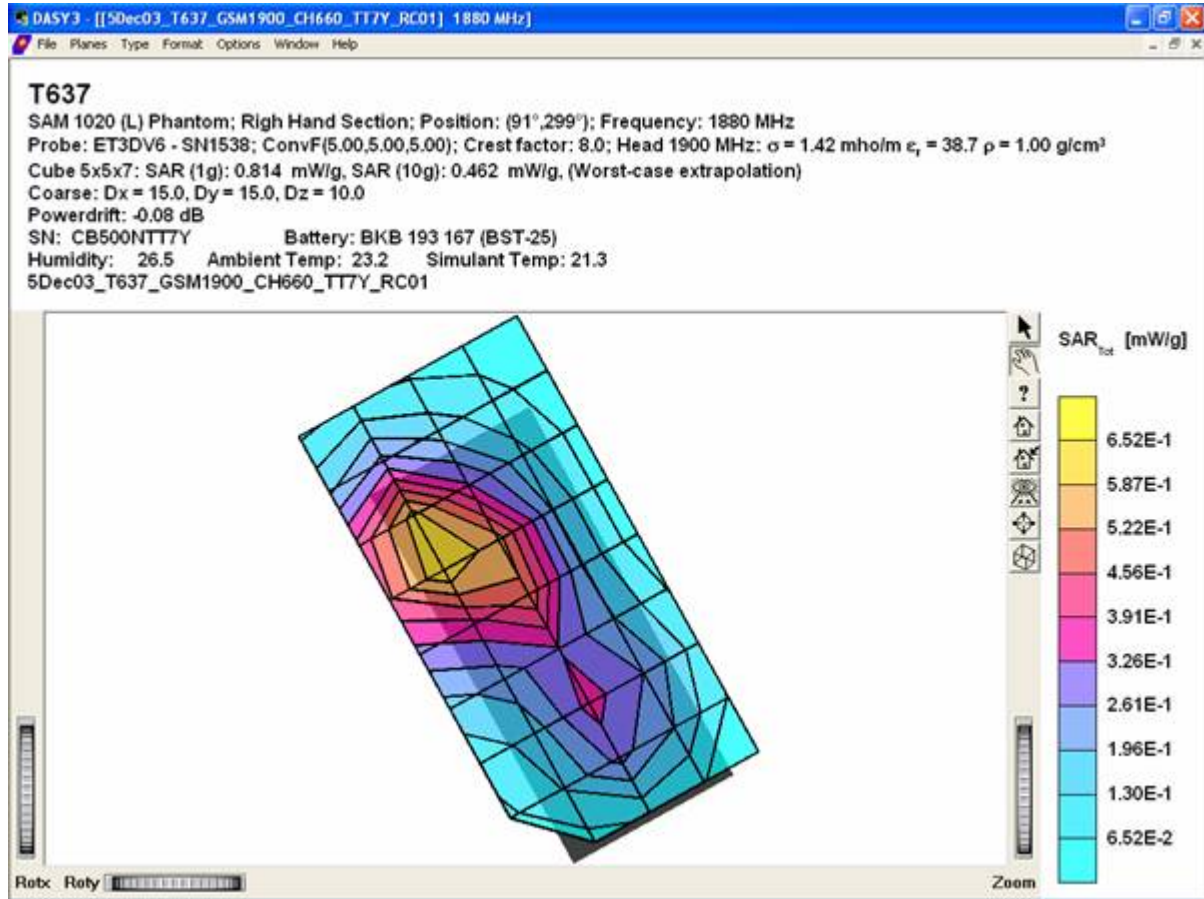 DASY3 - [[5Dec03_T637_GSM1900_CH660_TT7Y_RC01] 1880 MHz]
File Planes Type Format Options Window Help
T637
SAM 1020 (L) Phantom; Righ Hand Section; Position: (91°,299°); Frequency: 1880 MHz
Probe: ET3DV6 - SN1538; ConvF(5.00,5.00,5.00); Crest factor: 8.0; Head 1900 MHz: σ = 1.42 mho/m εr = 38.7 ρ = 1.00 g/cm³
Cube 5x5x7: SAR (1g): 0.814 mW/g, SAR (10g): 0.462 mW/g, (Worst-case extrapolation)
Coarse: Dx = 15.0, Dy = 15.0, Dz = 10.0
Powerdrift: -0.08 dB
SN: CB500NTT7Y Battery: BKB 193 167 (BST-25)
Humidity: 26.5 Ambient Temp: 23.2 Simulant Temp: 21.3
5Dec03_T637_GSM1900_CH660_TT7Y_RC01
SARTot [mW/g]
?
6.52E-1
5.87E-1
5.22E-1
4.56E-1
3.91E-1
3.26E-1
2.61E-1
1.96E-1
1.30E-1
6.52E-2
Rotx Roty Zoom